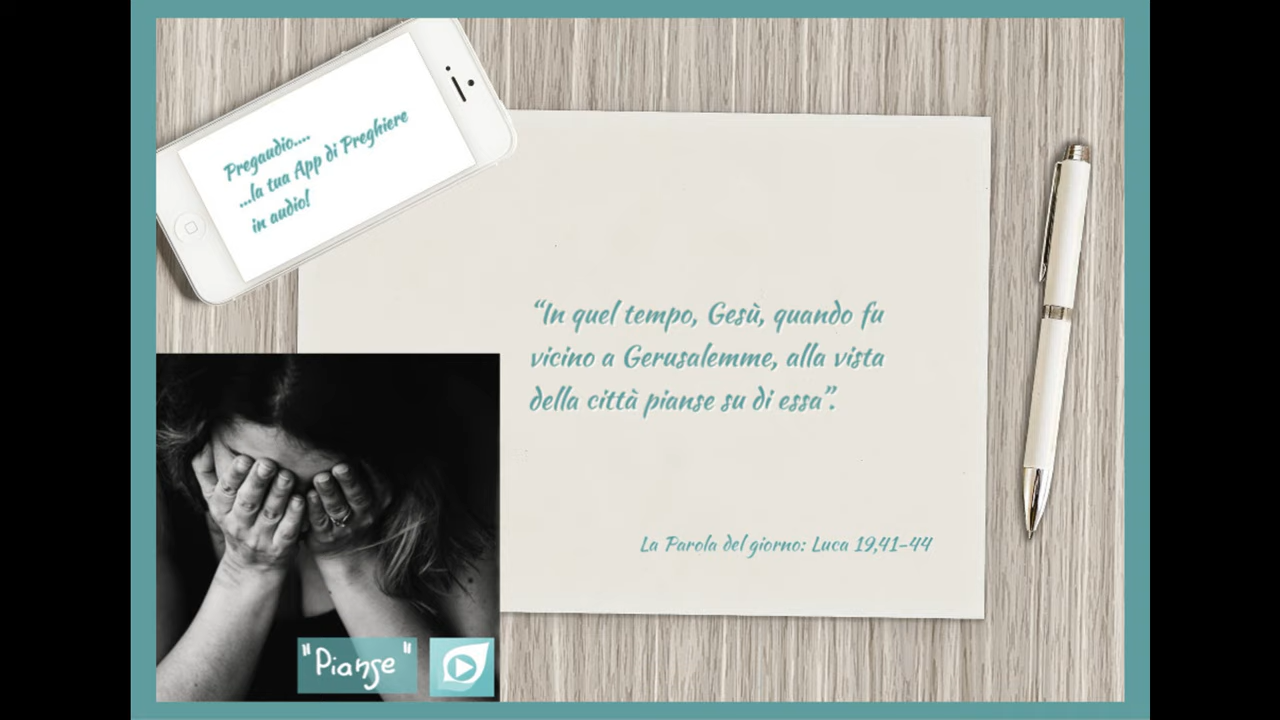 Pregaudio....
...la tua App di Preghiere
in audio!
“In quel tempo, Gesù, quando fu
vicino a Gerusalemme, alla vista
della città pianse su di essa”.
La Parola del giorno: Luca 19,41-44
"Pianse"